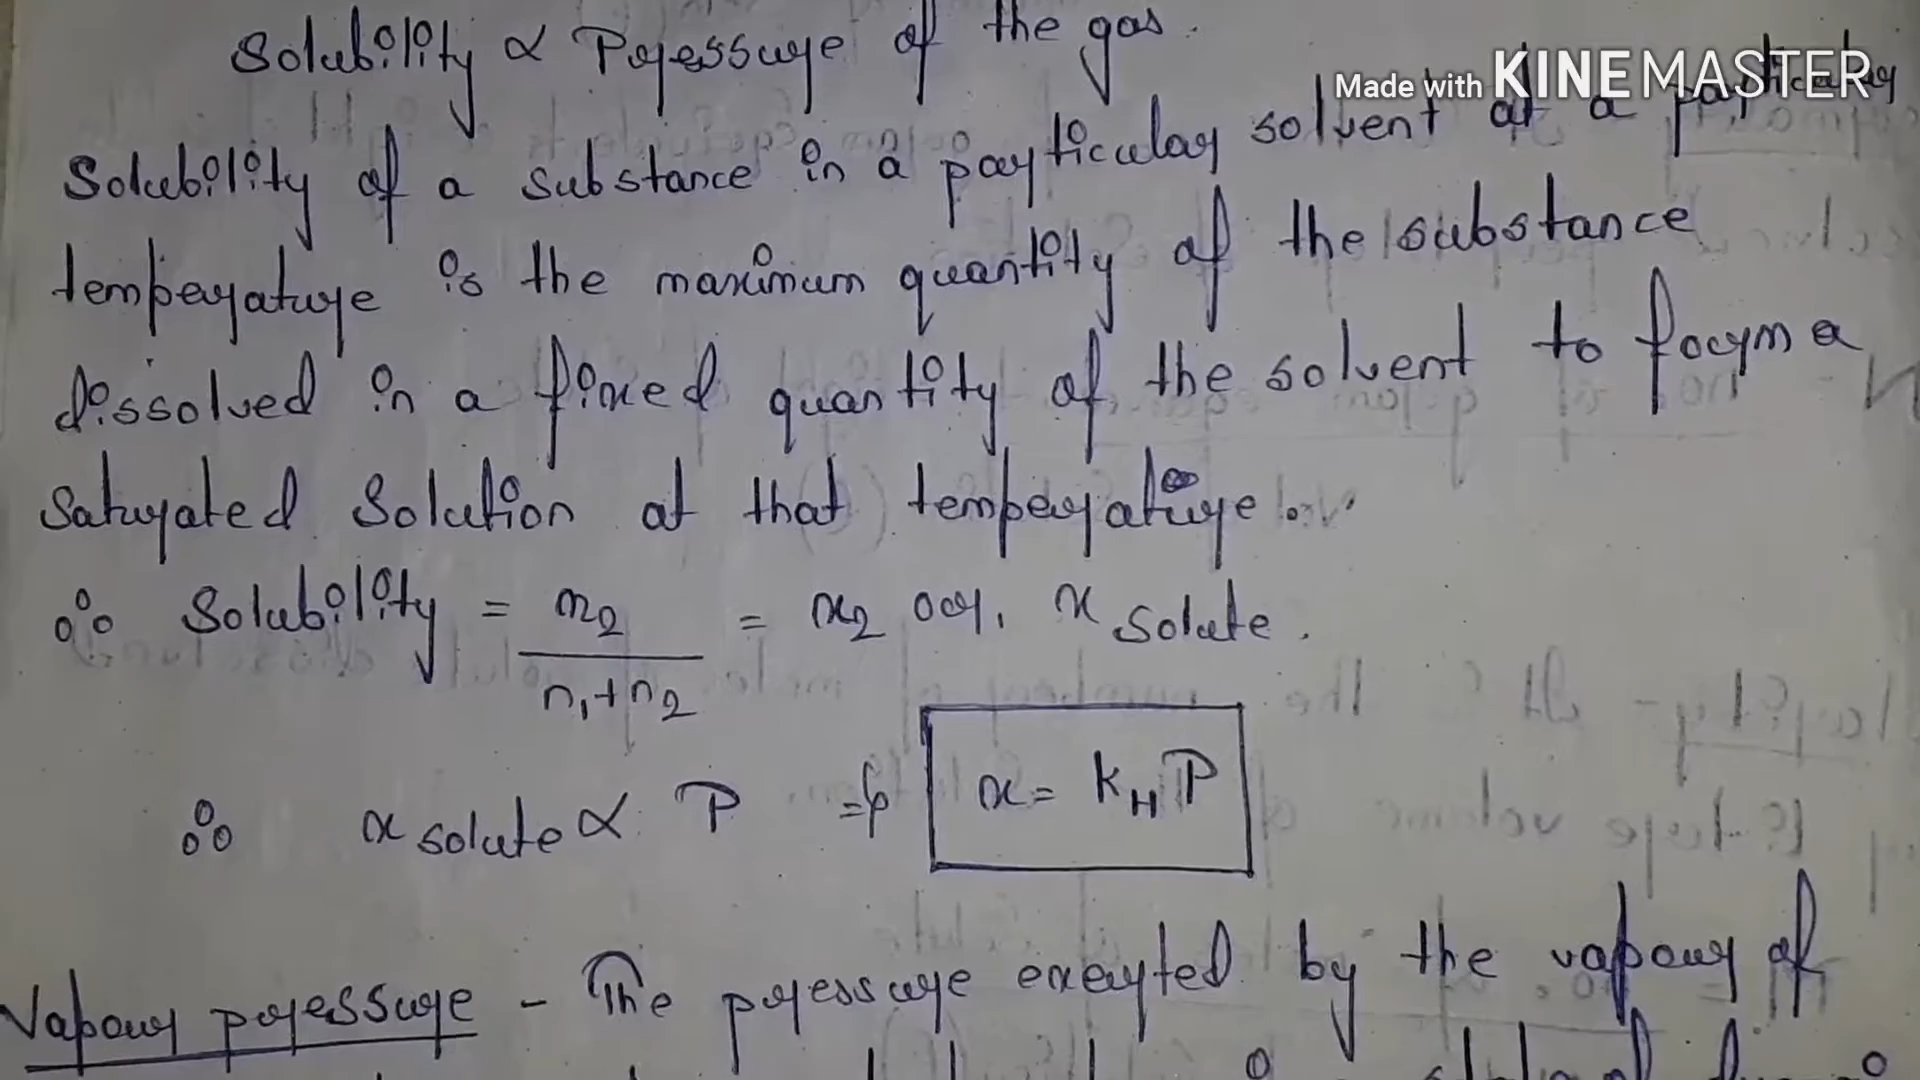 Solubility ∝ Pressure of the gas.
Made with KINEMASTER
Solubility of a substance in a particular solvent at a particular
temperature is the maximum quantity of the substance
dissolved in a fixed quantity of the solvent to form a
saturated solution at that temperature.
∴ Solubility = n2 / n1+n2 = x2 or, x solute.
∴ x solute ∝ P ⇒ x = KH P
Vapour pressure - The pressure exerted by the vapour of